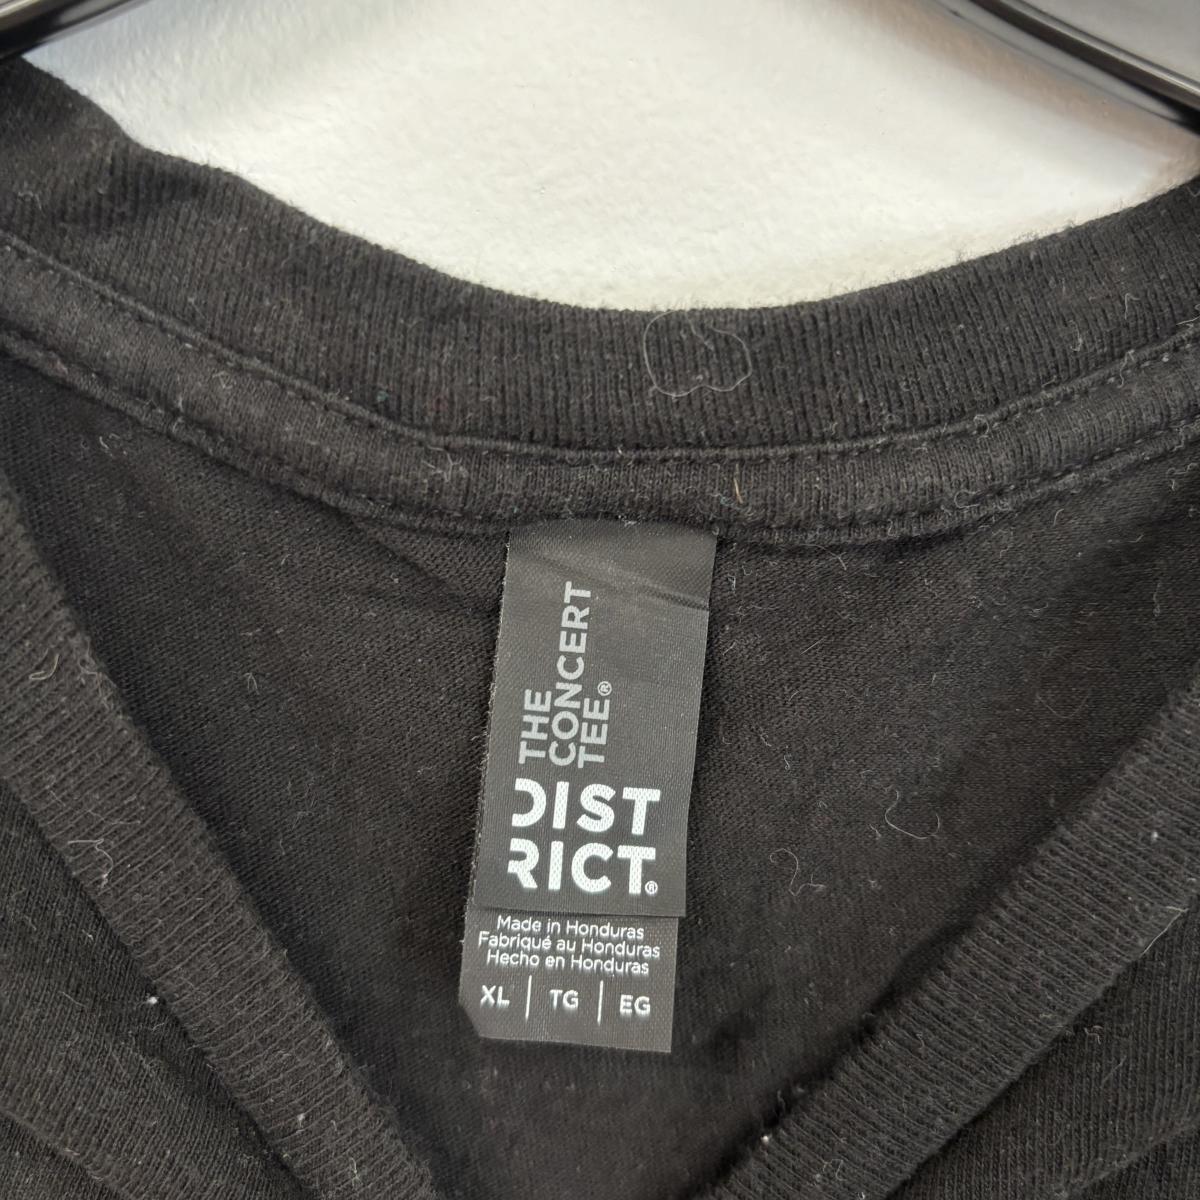 THE
CONCERT
TEE®
DIST
RICT®
Made in Honduras
Fabriqué au Honduras
Hecho en Honduras
XL | TG | EG